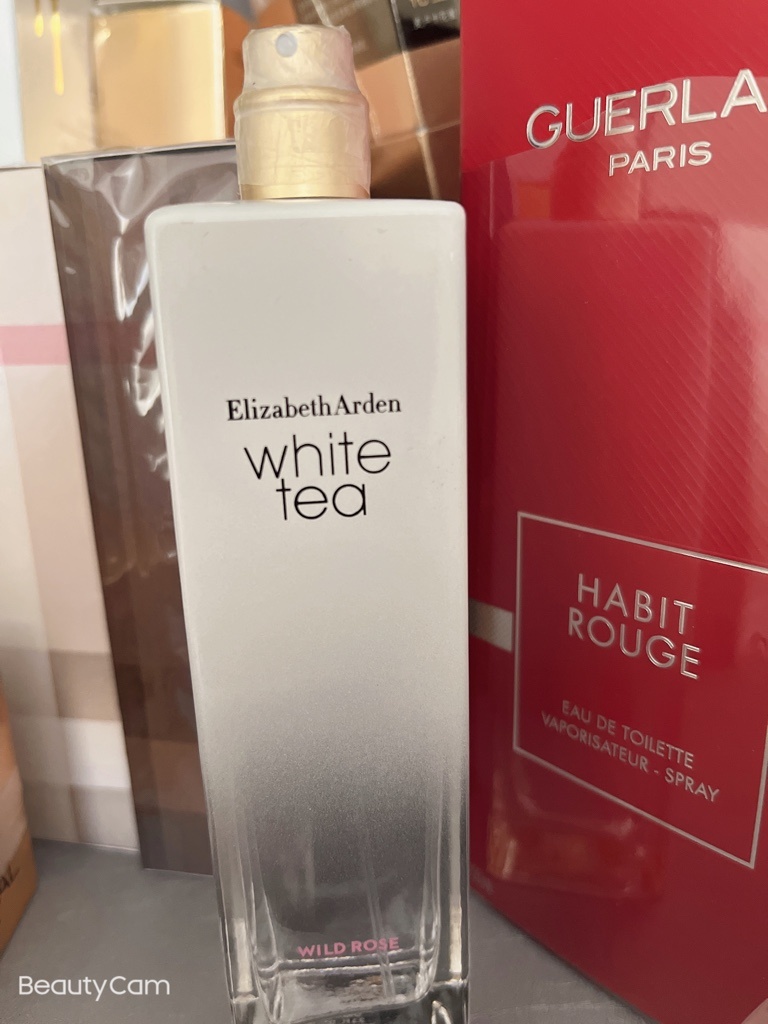 GUERLA
PARIS
ElizabethArden
white
tea
HABIT
ROUGE
EAU DE TOILETTE
VAPORISATEUR - SPRAY
WILD ROSE
BeautyCam